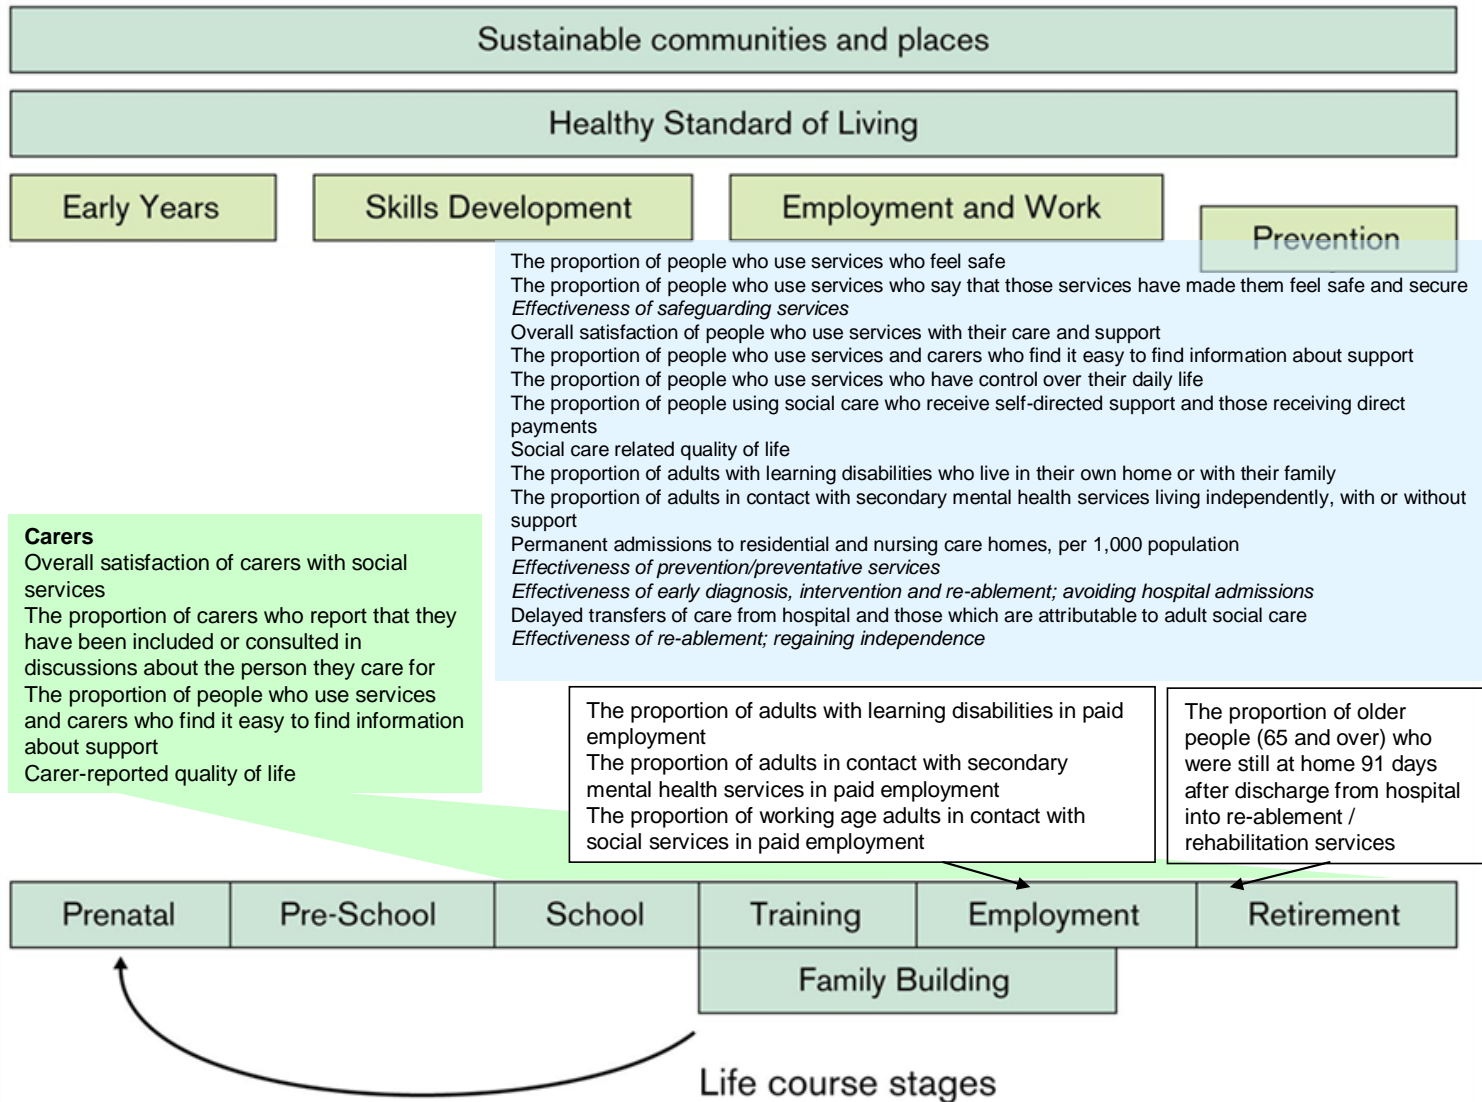 Sustainable communities and places
Healthy Standard of Living
Early Years
Skills Development
Employment and Work
Prevention
The proportion of people who use services who feel safe
The proportion of people who use services who say that those services have made them feel safe and secure
Effectiveness of safeguarding services
Overall satisfaction of people who use services with their care and support
The proportion of people who use services and carers who find it easy to find information about support
The proportion of people who use services who have control over their daily life
The proportion of people using social care who receive self-directed support and those receiving direct
payments
Social care related quality of life
The proportion of adults with learning disabilities who live in their own home or with their family
The proportion of adults in contact with secondary mental health services living independently, with or without
support
Permanent admissions to residential and nursing care homes, per 1,000 population
Effectiveness of prevention/preventative services
Effectiveness of early diagnosis, intervention and re-ablement; avoiding hospital admissions
Delayed transfers of care from hospital and those which are attributable to adult social care
Effectiveness of re-ablement; regaining independence
Carers
Overall satisfaction of carers with social
services
The proportion of carers who report that they
have been included or consulted in
discussions about the person they care for
The proportion of people who use services
and carers who find it easy to find information
about support
Carer-reported quality of life
The proportion of adults with learning disabilities in paid
employment
The proportion of adults in contact with secondary
mental health services in paid employment
The proportion of working age adults in contact with
social services in paid employment
The proportion of older
people (65 and over) who
were still at home 91 days
after discharge from hospital
into re-ablement /
rehabilitation services
Prenatal
Pre-School
School
Training
Employment
Retirement
Family Building
Life course stages